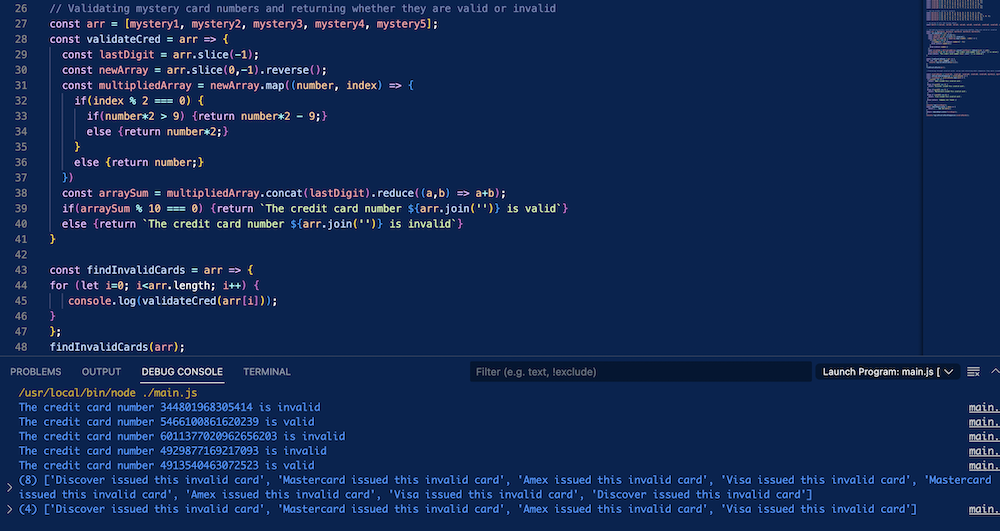 26 // Validating mystery card numbers and returning whether they are valid or invalid
27 const arr = [mystery1, mystery2, mystery3, mystery4, mystery5];
28 const validateCred = arr => {
29 const lastDigit = arr.slice(-1);
30 const newArray = arr.slice(0,-1).reverse();
31 const multipliedArray = newArray.map((number, index) => {
32 if(index % 2 === 0) {
33 if(number*2 > 9) {return number*2 - 9;}
34 else {return number*2;}
35 }
36 else {return number;}
37 })
38 const arraySum = multipliedArray.concat(lastDigit).reduce((a,b) => a+b);
39 if(arraySum % 10 === 0) {return `The credit card number ${arr.join('')} is valid`}
40 else {return `The credit card number ${arr.join('')} is invalid`}
41 }
42
43 const findInvalidCards = arr => {
44 for (let i=0; i<arr.length; i++) {
45 console.log(validateCred(arr[i]));
46 }
47 };
48 findInvalidCards(arr);
PROBLEMS OUTPUT DEBUG CONSOLE TERMINAL Filter (e.g. text, !exclude) Launch Program: main.js [
/usr/local/bin/node ./main.js
The credit card number 344801968305414 is invalid main.
The credit card number 5466100861620239 is valid main.
The credit card number 6011377020962656203 is invalid main.
The credit card number 4929877169217093 is invalid main.
The credit card number 4913540463072523 is valid main.
(8) ['Discover issued this invalid card', 'Mastercard issued this invalid card', 'Amex issued this invalid card', 'Visa issued this invalid card', 'Mastercard
issued this invalid card', 'Amex issued this invalid card', 'Visa issued this invalid card', 'Discover issued this invalid card']
(4) ['Discover issued this invalid card', 'Mastercard issued this invalid card', 'Amex issued this invalid card', 'Visa issued this invalid card'] main.